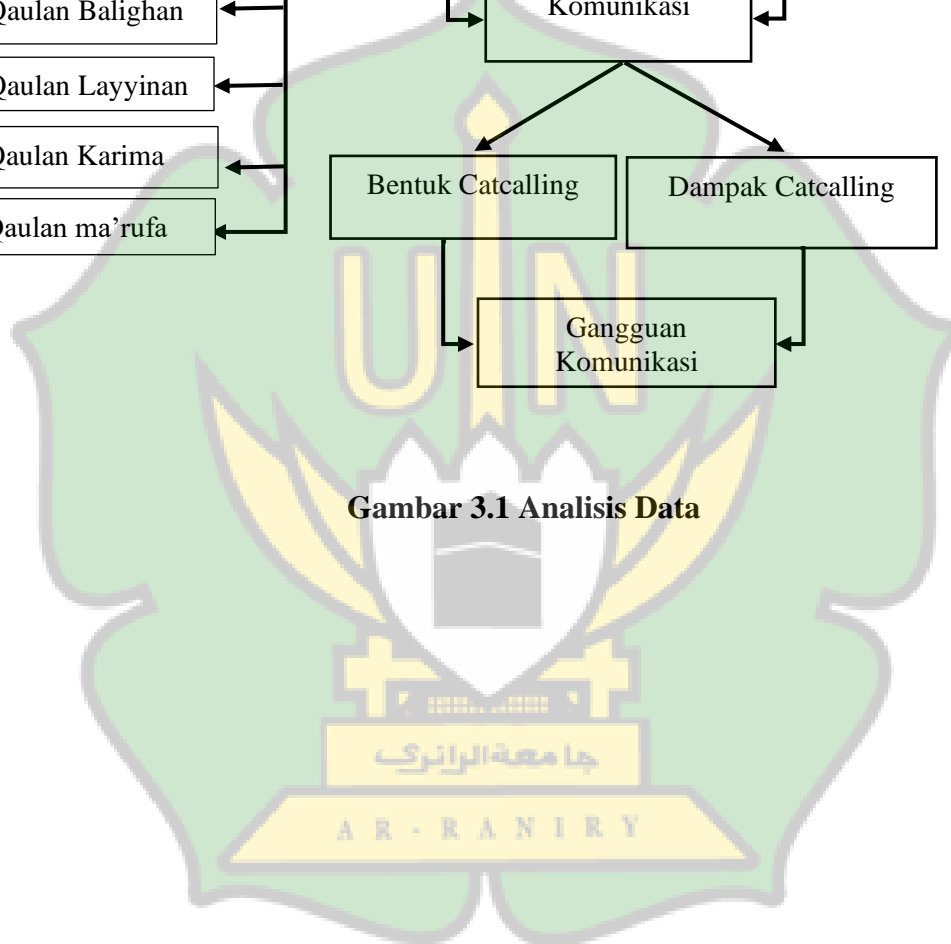 Qaulan Balighan
Komunikasi
Qaulan Layyinan
Qaulan Karima
Qaulan ma’rufa
Bentuk Catcalling
Dampak Catcalling
Gangguan
Komunikasi
UIN
Gambar 3.1 Analisis Data
جامعة الرانري
AR-RANIRY